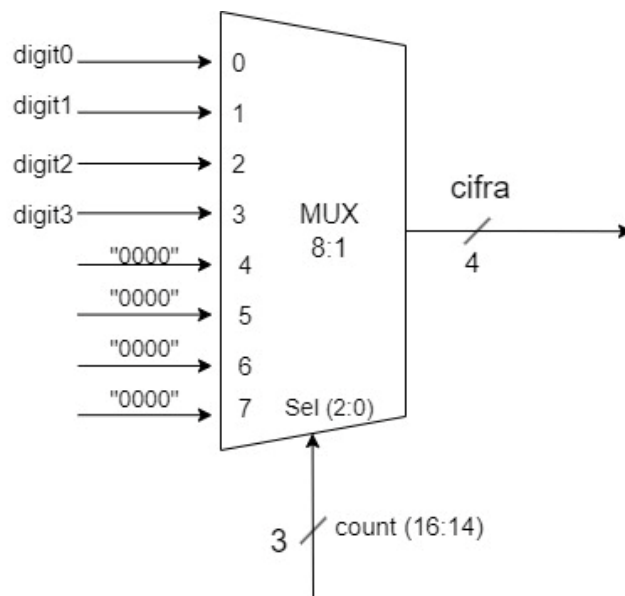 digit0
0
digit1
1
digit2
2
digit3
3
"0000"
4
"0000"
5
"0000"
6
"0000"
7
MUX
8:1
Sel (2:0)
cifra
4
3
count (16:14)